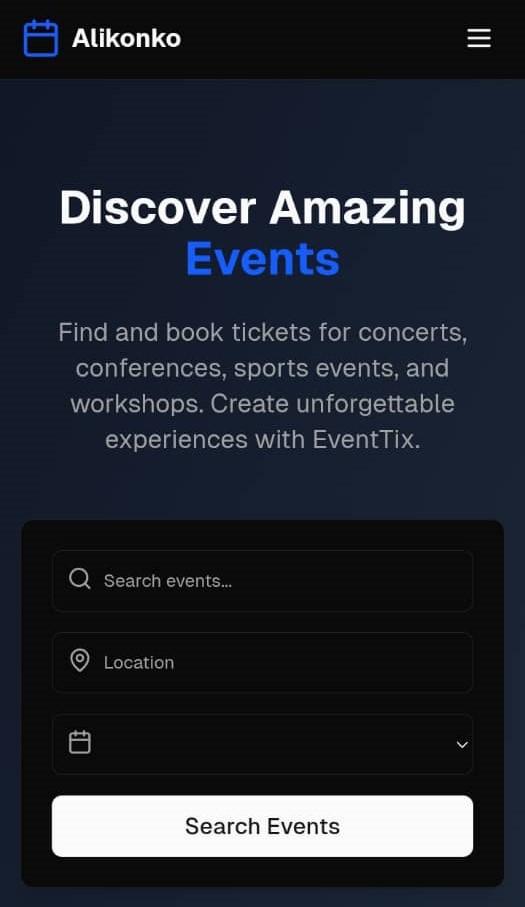 Alikonko
Discover Amazing
Events
Find and book tickets for concerts,
conferences, sports events, and
workshops. Create unforgettable
experiences with EventTix.
Search events...
Location
Search Events